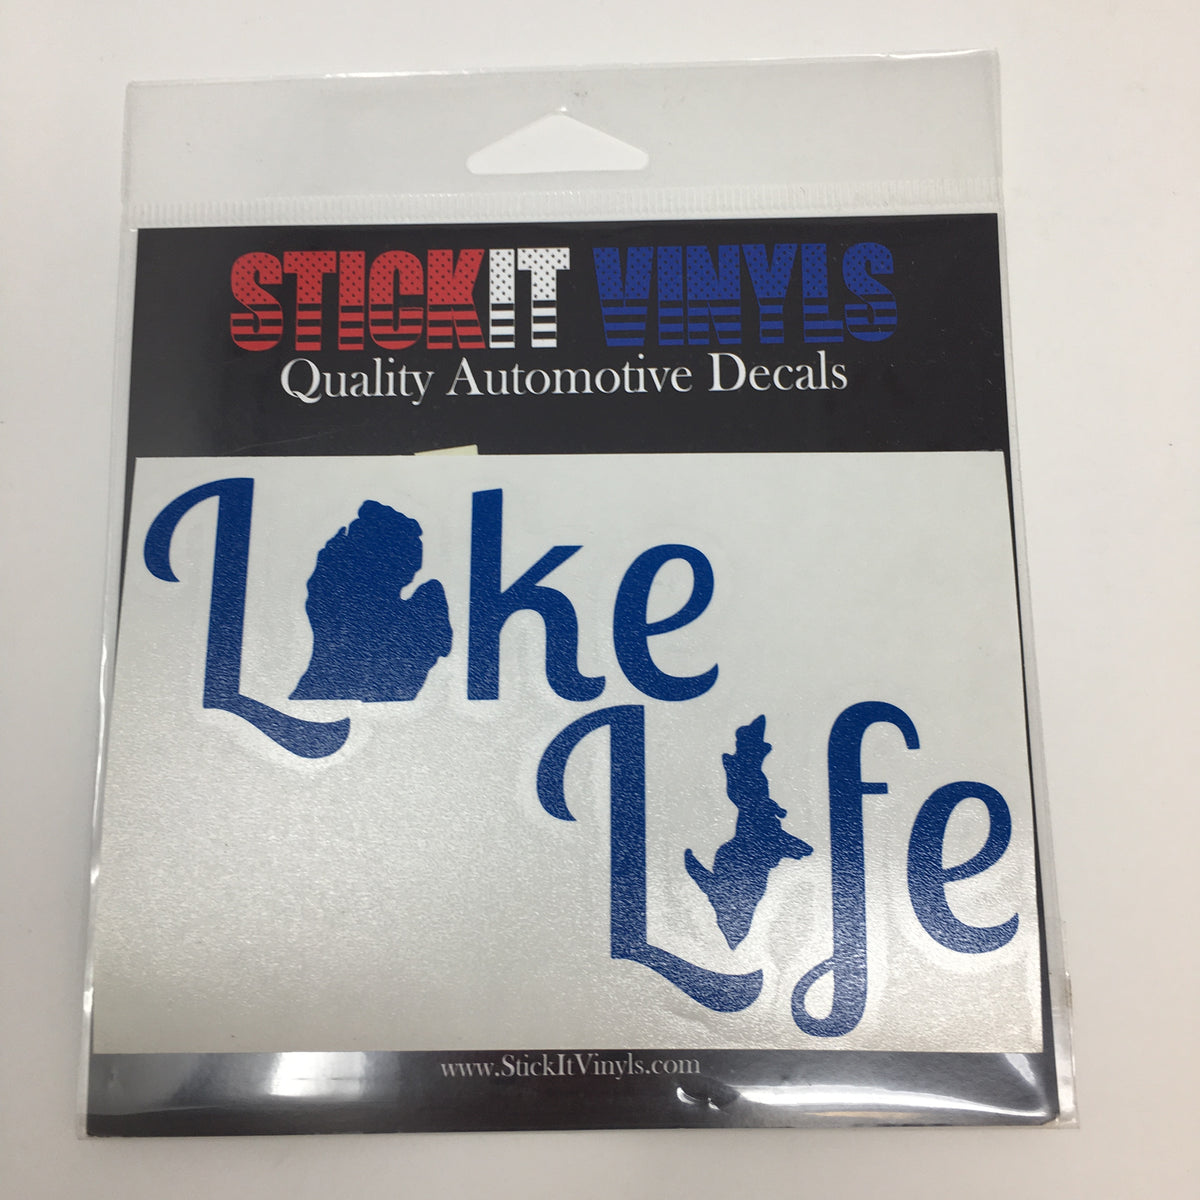 STICKIT VINYLS
Quality Automotive Decals
Lake
Life
www.StickItVinyls.com